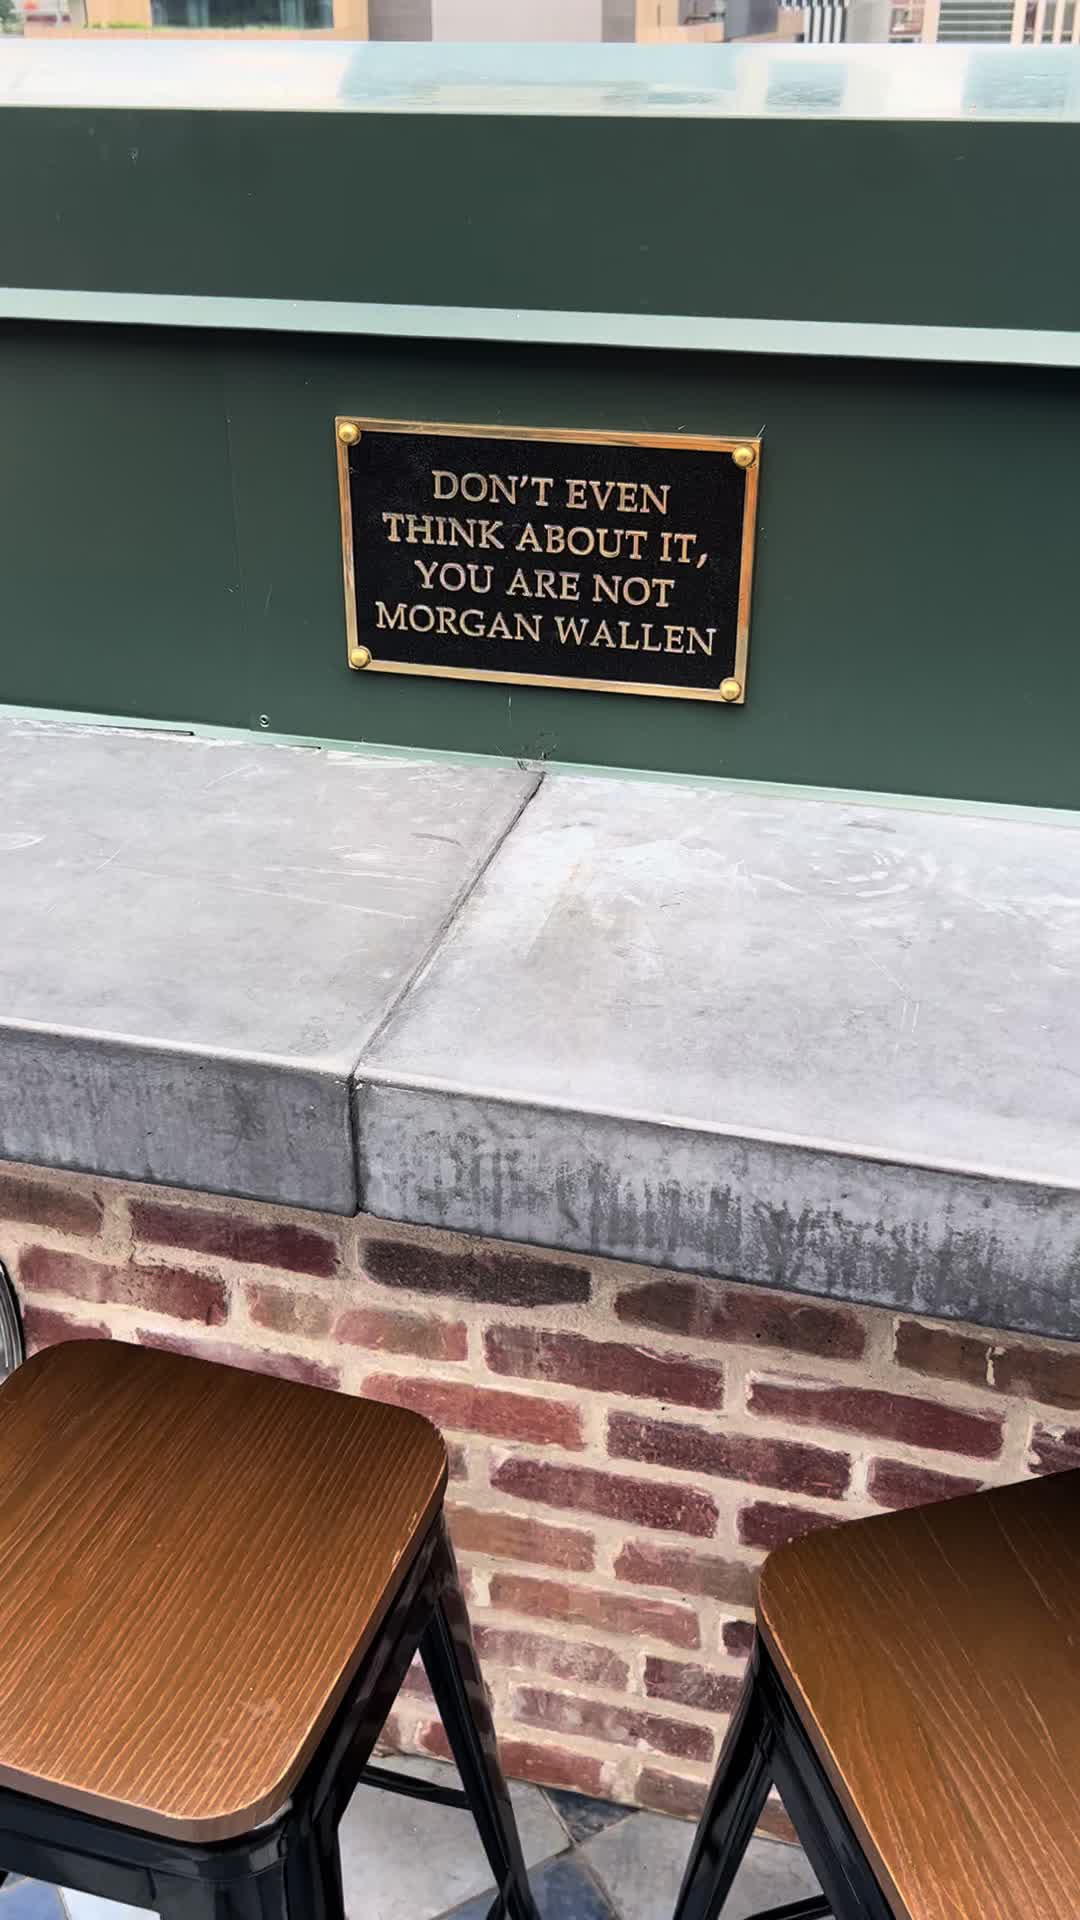 DON'T EVEN
THINK ABOUT IT,
YOU ARE NOT
MORGAN WALLEN